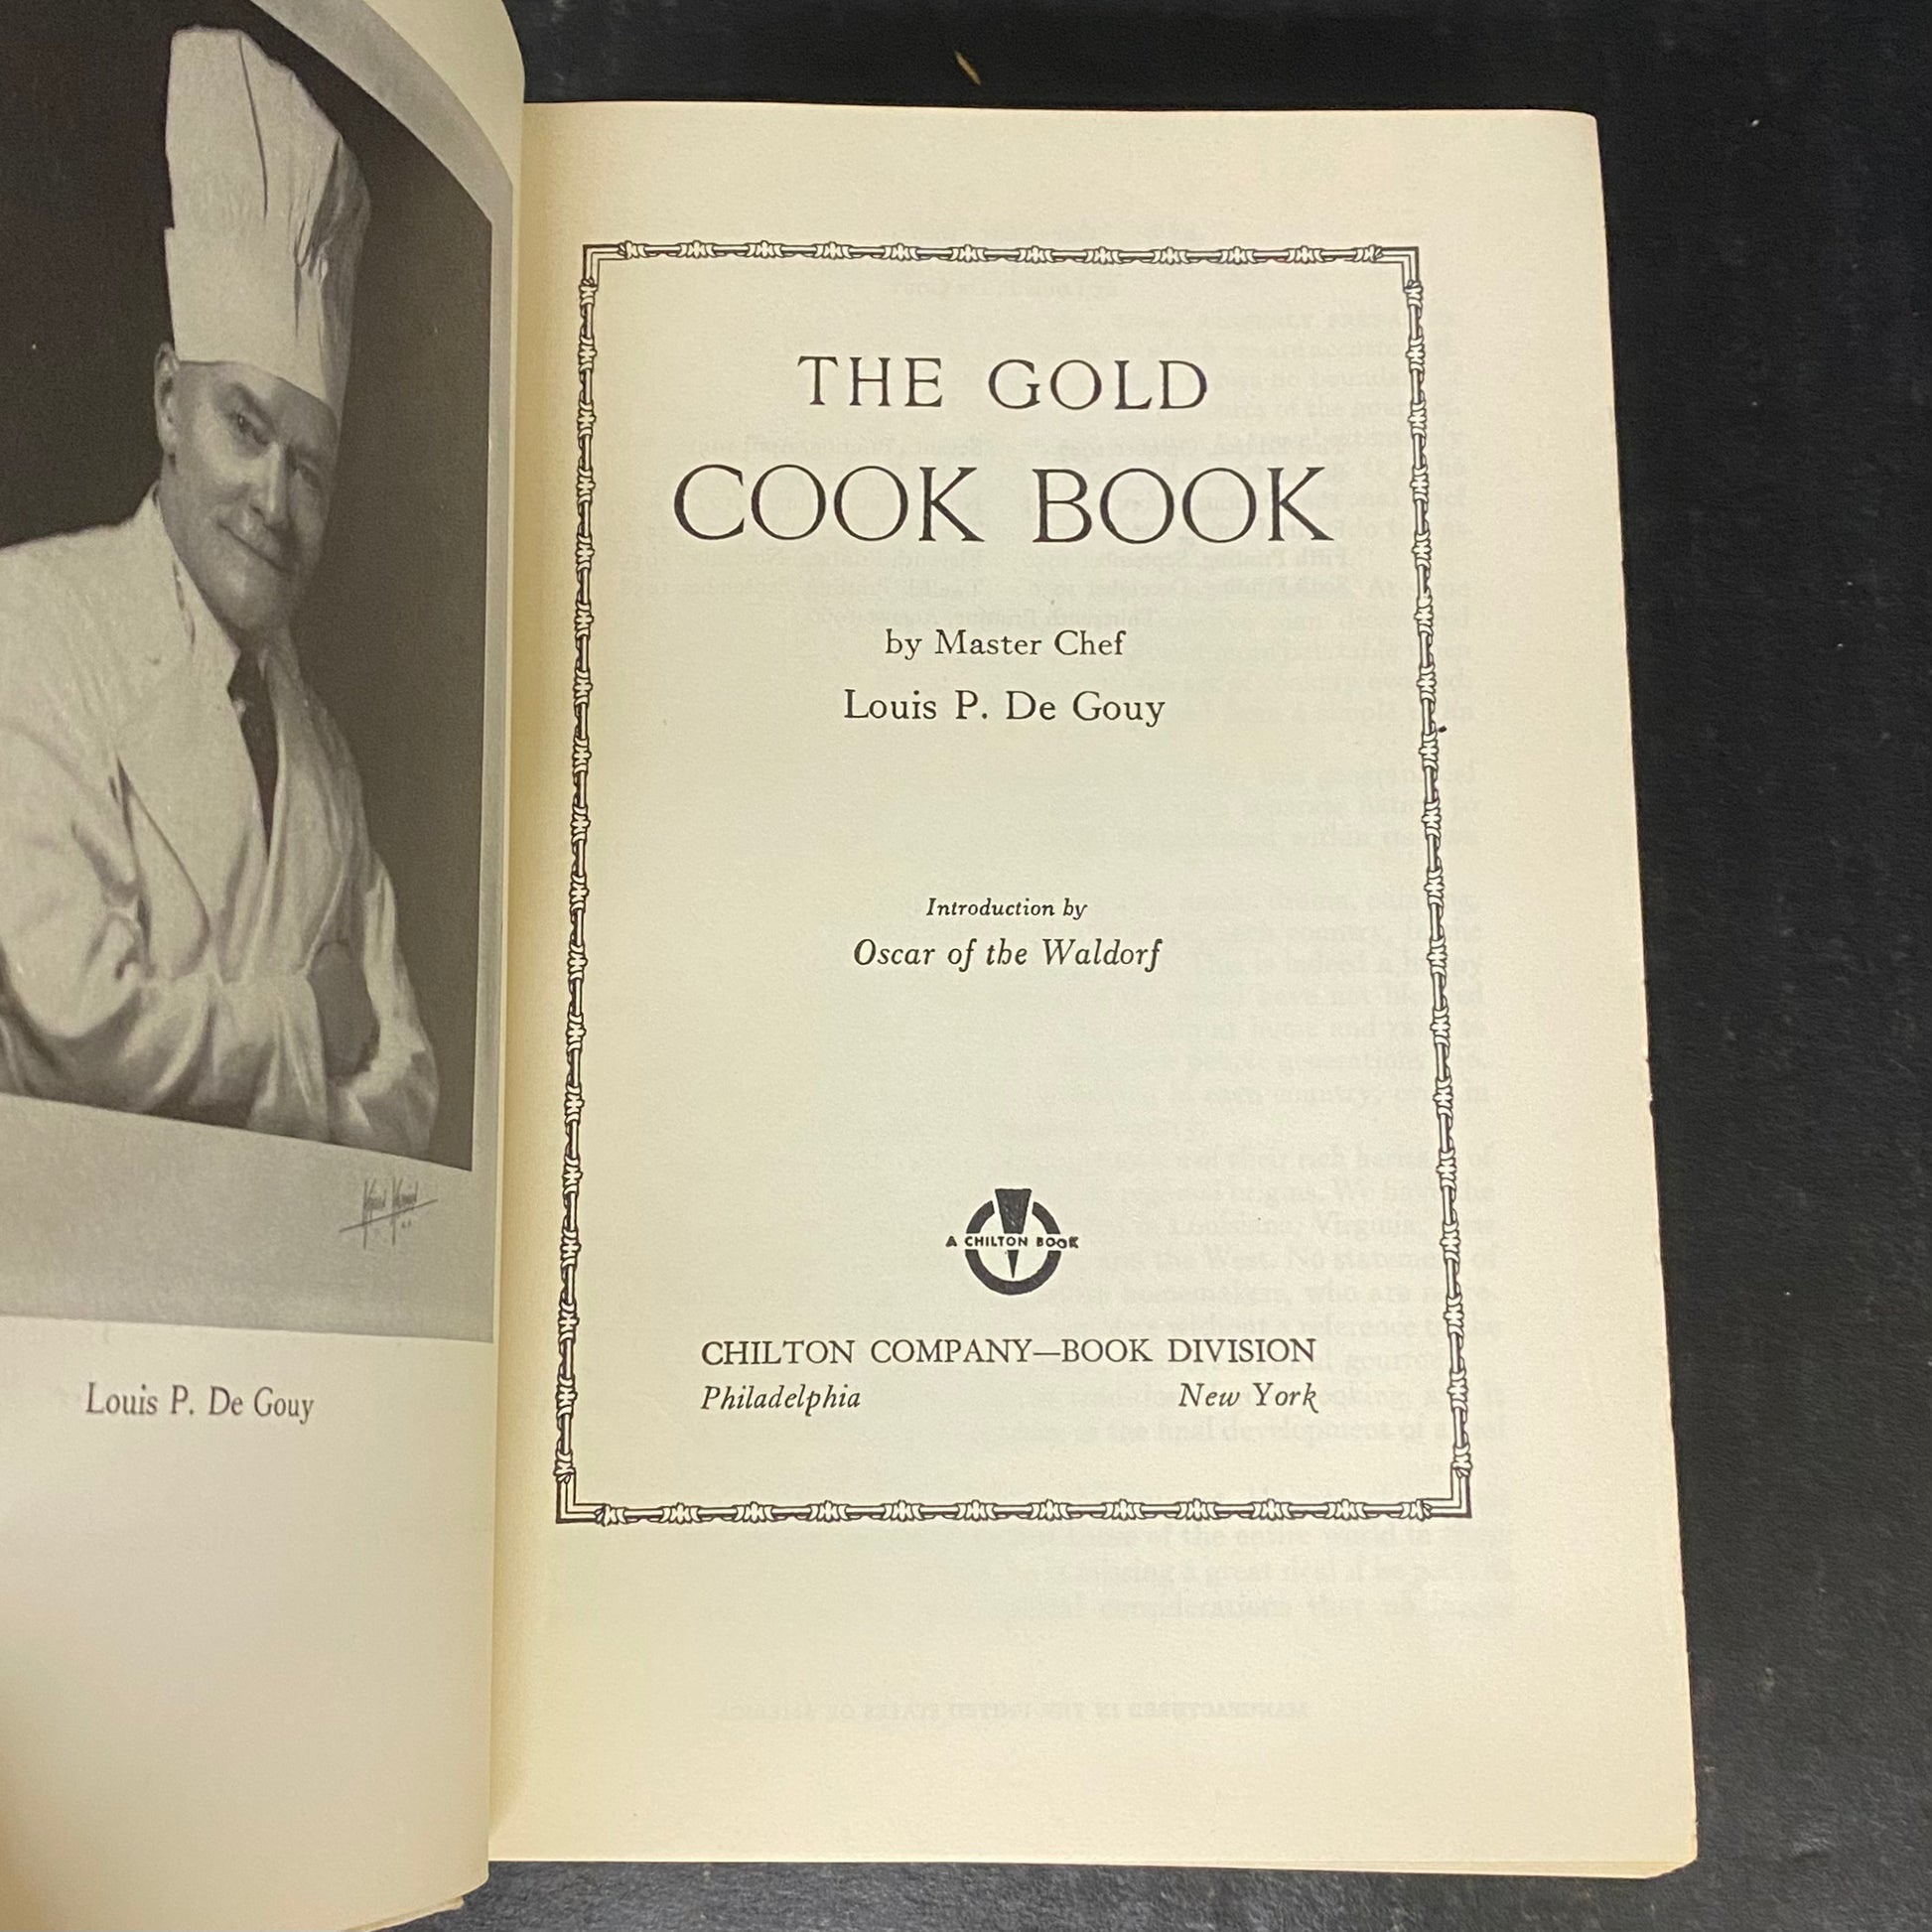 Louis P. De Gouy
THE GOLD
COOK BOOK
by Master Chef
Louis P. De Gouy
Introduction by
Oscar of the Waldorf
A CHILTON BOOK
CHILTON COMPANY—BOOK DIVISION
Philadelphia New York